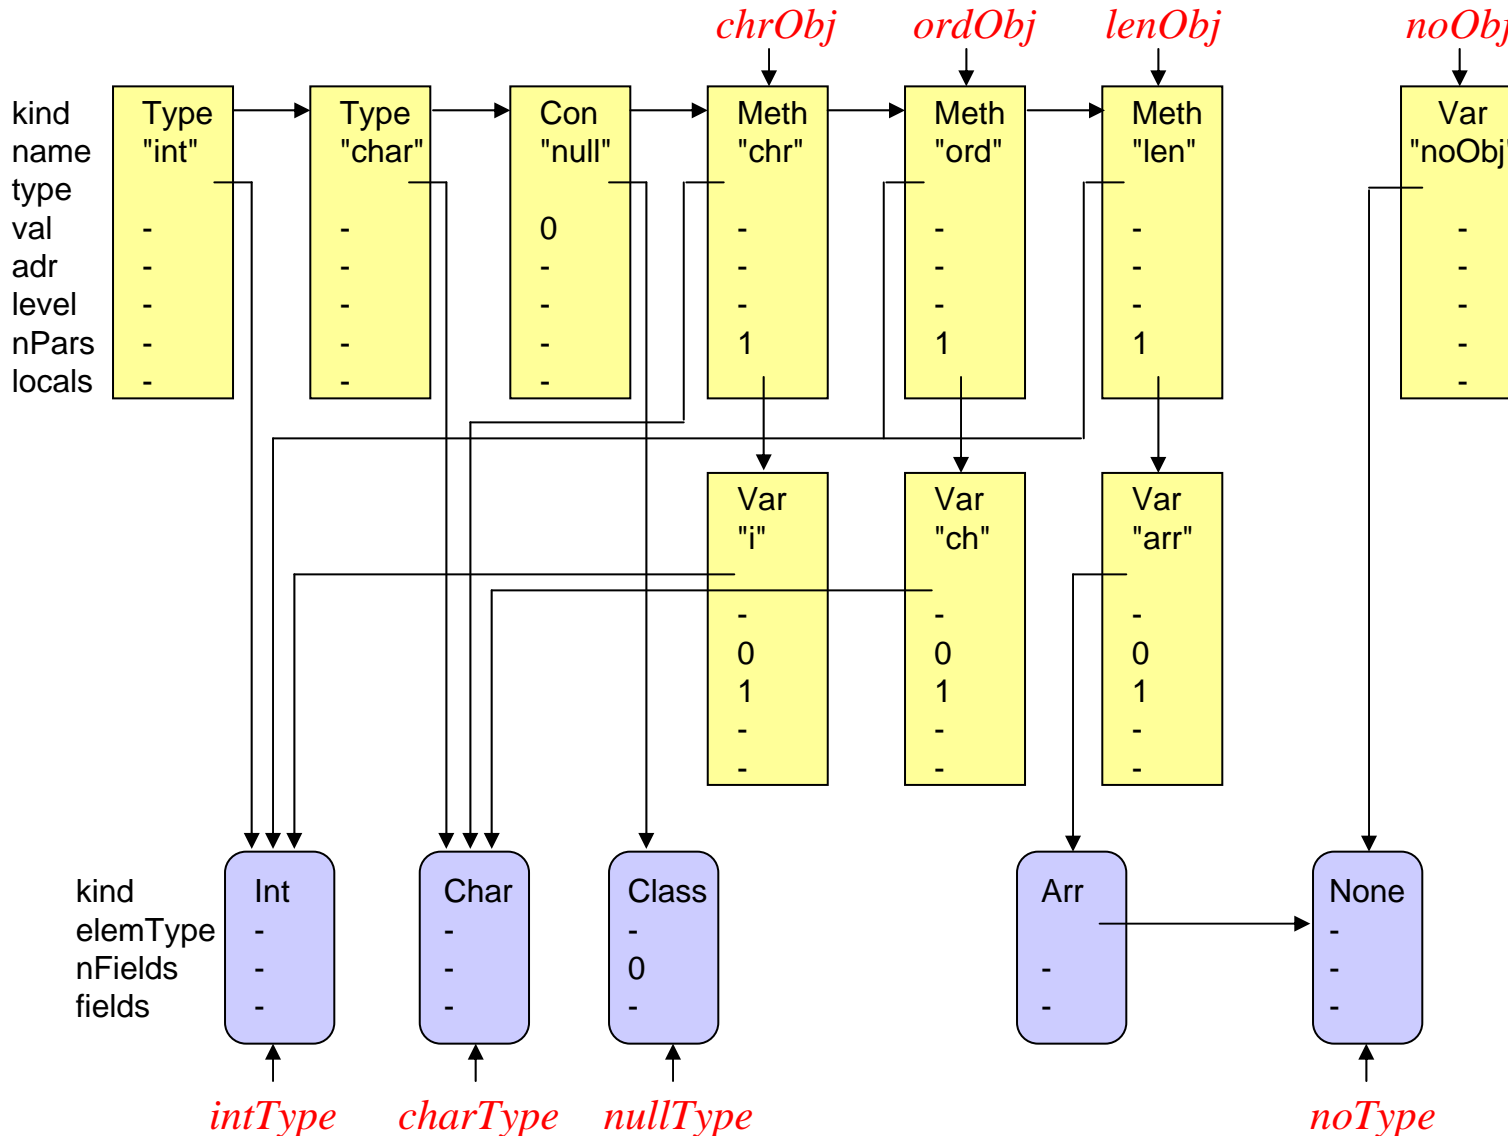 chrObj ordObj lenObj noObj
kind Type Type Con Meth Meth Meth Var
name "int" "char" "null" "chr" "ord" "len" "noObj"
type
val - - 0 - - - -
adr - - - - - - -
level - - - - - - -
nPars - - - 1 1 1 -
locals - - - -
Var Var Var
"i" "ch" "arr"
- - -
0 0 0
1 1 1
- - -
- - -
kind Int Char Class Arr None
elemType - - - -
nFields - - 0 - -
fields - - - - -
intType charType nullType noType